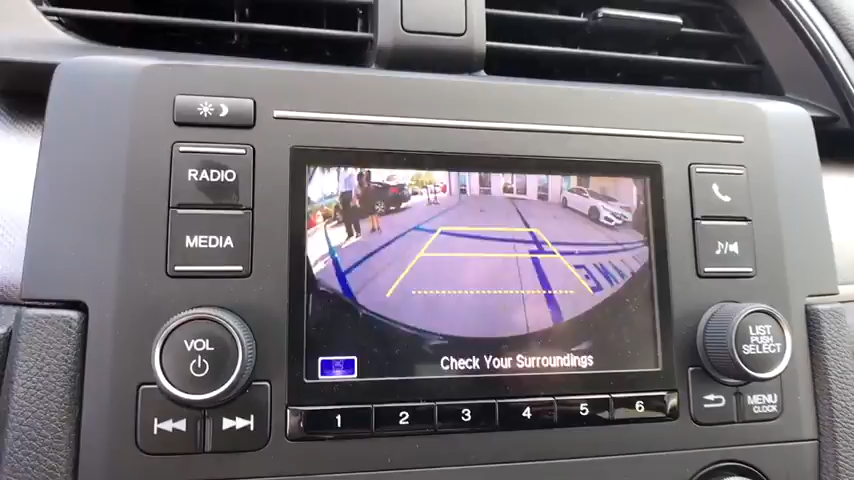 RADIO
MEDIA
VOL
LIST
PUSH
SELECT
MENU
CLOCK
Check Your Surroundings
1 2 3 4 5 6